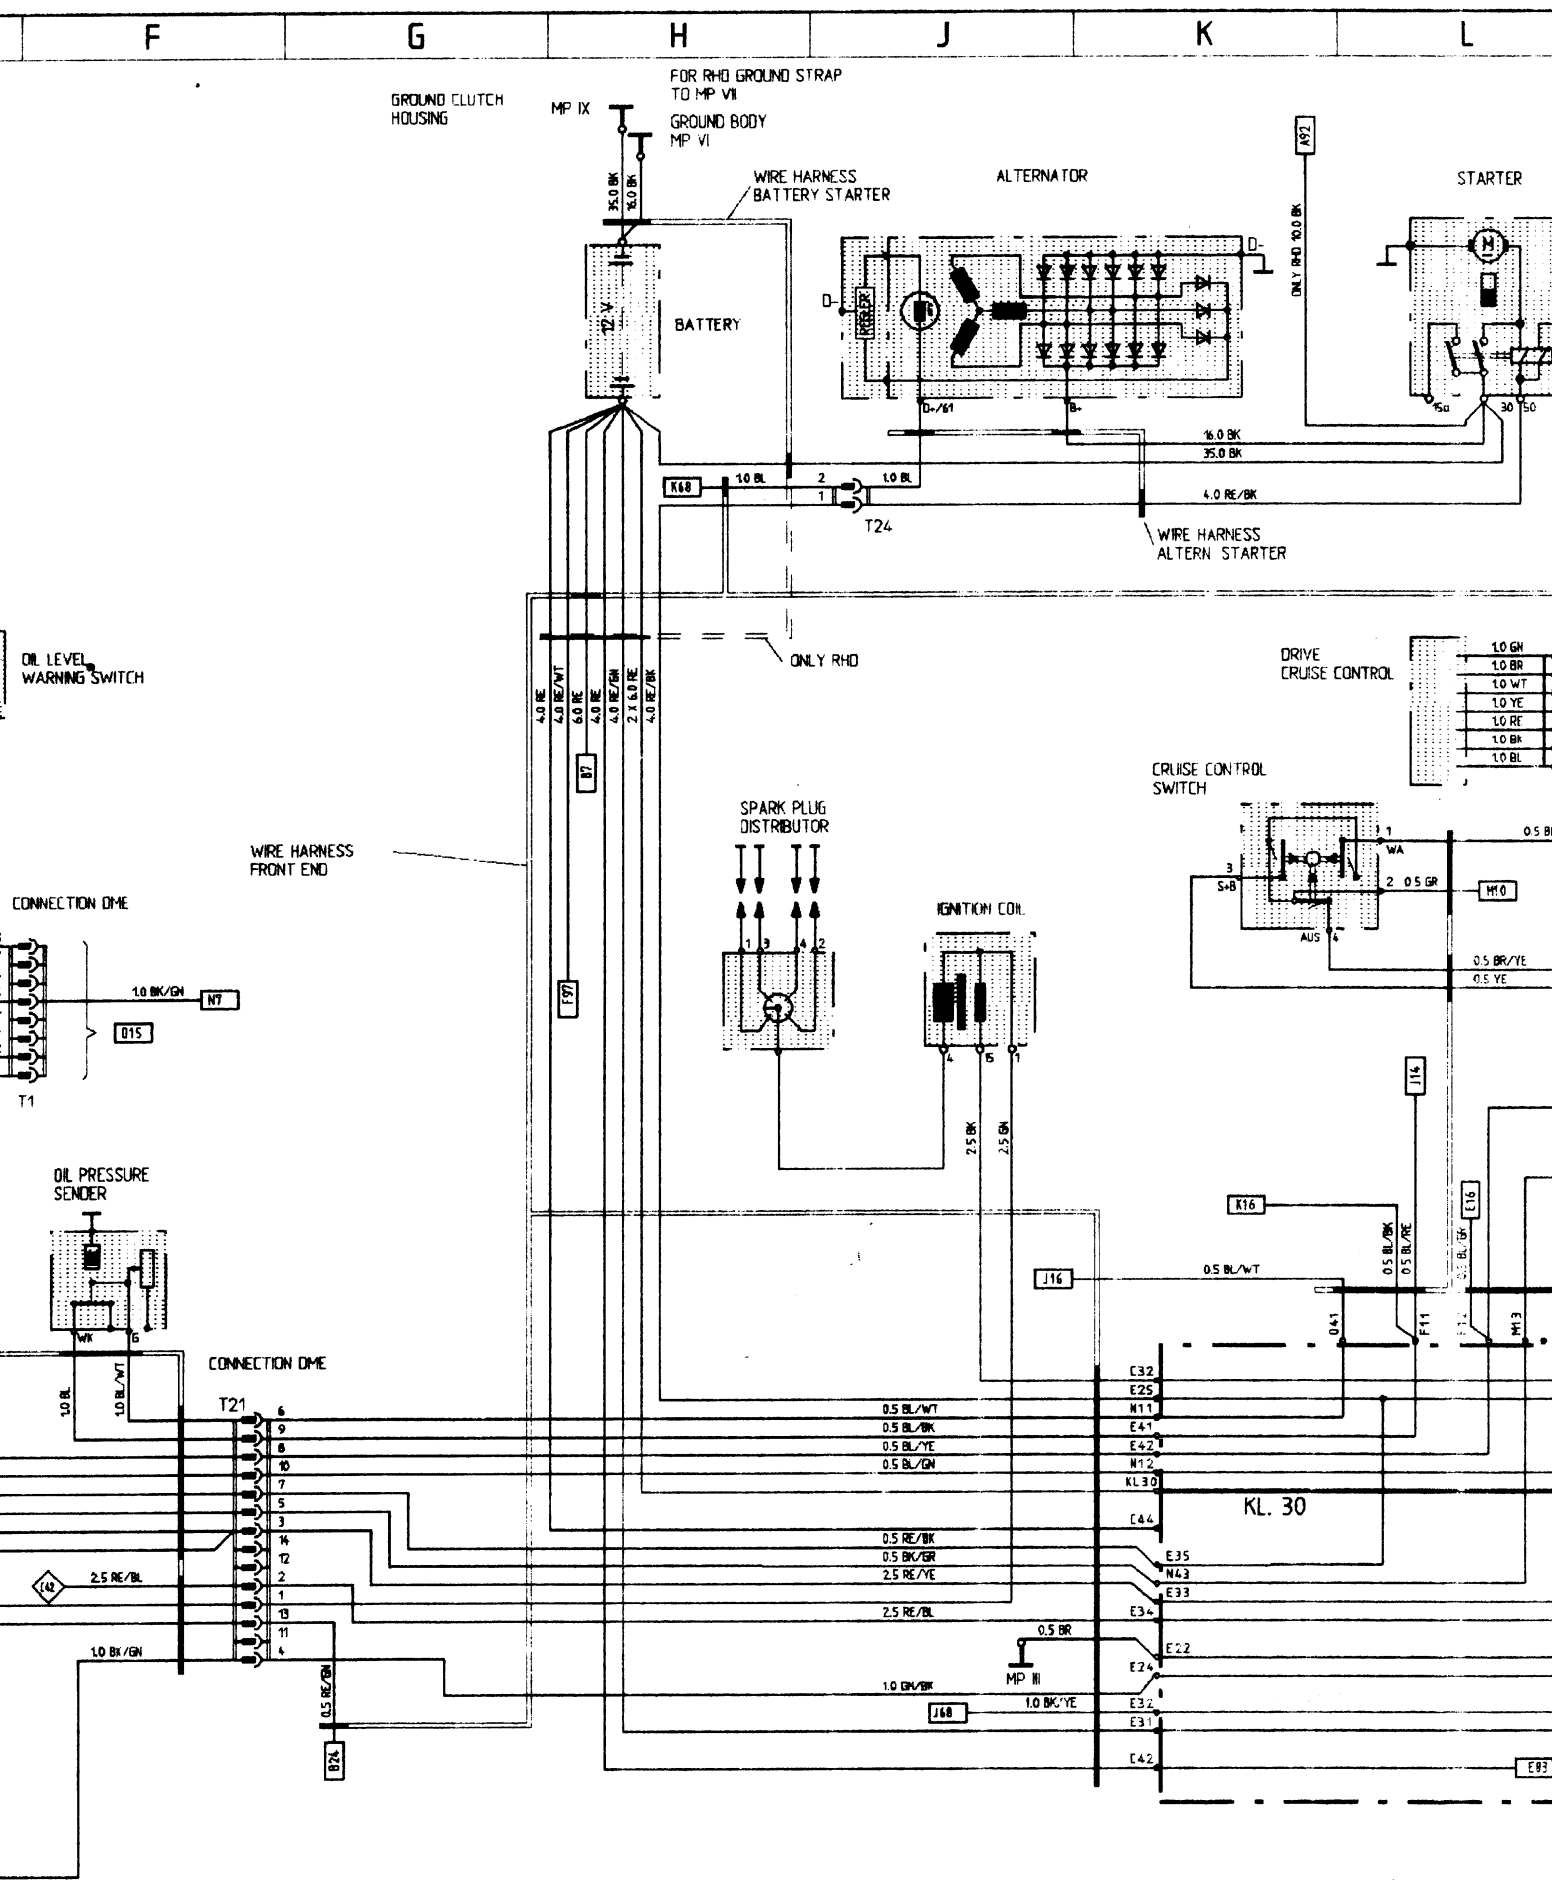 F
G
H
J
K
L
FOR RHD GROUND STRAP
TO MP VII
GROUND CLUTCH
HOUSING
MP IX
GROUND BODY
MP VI
A92
35.0 BK
16.0 BK
WIRE HARNESS
BATTERY STARTER
ALTERNATOR
STARTER
ONLY RHD 10.0 BK
D-
M
D-
12 V
BATTERY
REGLER
G
D+/61
B+
15a
30
50
16.0 BK
35.0 BK
K68
1.0 BL
2
1.0 BL
1
4.0 RE/BK
T24
WIRE HARNESS
ALTERN STARTER
ONLY RHD
OIL LEVEL
WARNING SWITCH
DRIVE
CRUISE CONTROL
1.0 GN
1.0 BR
1.0 WT
1.0 YE
1.0 RE
1.0 BK
1.0 BL
4.0 RE
4.0 RE/WT
6.0 RE
4.0 RE
4.0 RE/GN
2 X 6.0 RE
4.0 RE/BK
B7
CRUISE CONTROL
SWITCH
SPARK PLUG
DISTRIBUTOR
1
WA
3
S+B
2
0.5 GR
M10
AUS
4
WIRE HARNESS
FRONT END
CONNECTION DME
IGNITION COIL
1
3
4
2
0.5 BR/YE
0.5 YE
1.0 BK/GN
N7
F97
D15
4
15
1
J14
T1
2.5 BK
2.5 GN
OIL PRESSURE
SENDER
K16
E16
0.5 BL/BK
0.5 BL/RE
0.5 BL/GR
J16
0.5 BL/WT
WK
G
O41
F11
F12
M13
CONNECTION DME
1.0 BL
1.0 BL/WT
T21
C32
E25
6
0.5 BL/WT
N11
9
0.5 BL/BK
E41
8
0.5 BL/YE
E42
10
0.5 BL/GN
N12
7
KL30
KL. 30
5
3
C44
14
0.5 RE/BK
E35
12
0.5 BK/GR
N43
2.5 RE/BL
2
2.5 RE/YE
E33
1
2.5 RE/BL
E34
13
11
0.5 BR
E22
1.0 BK/GN
4
MP III
E24
0.5 RE/GN
1.0 GN/BK
J68
1.0 BK/YE
E32
E31
B24
C42
E83